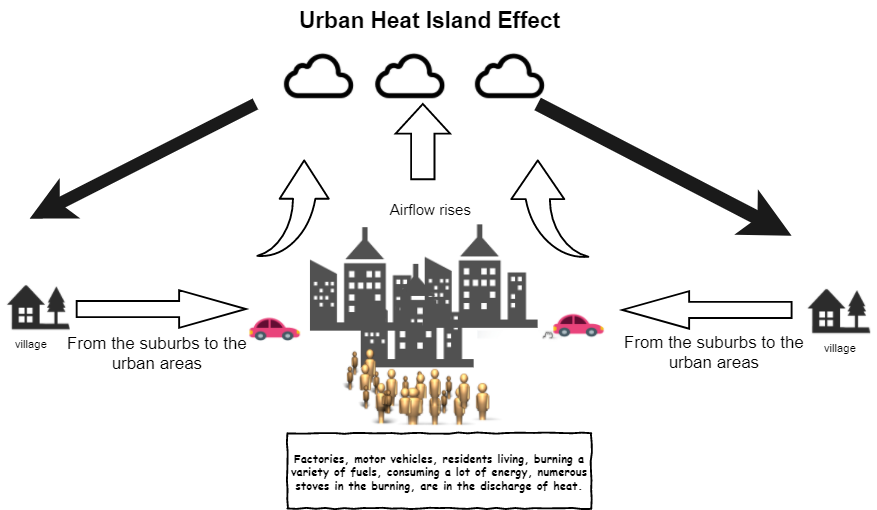 Urban Heat Island Effect
Airflow rises
village
From the suburbs to the
urban areas
From the suburbs to the
urban areas
village
Factories, motor vehicles, residents living, burning a
variety of fuels, consuming a lot of energy, numerous
stoves in the burning, are in the discharge of heat.